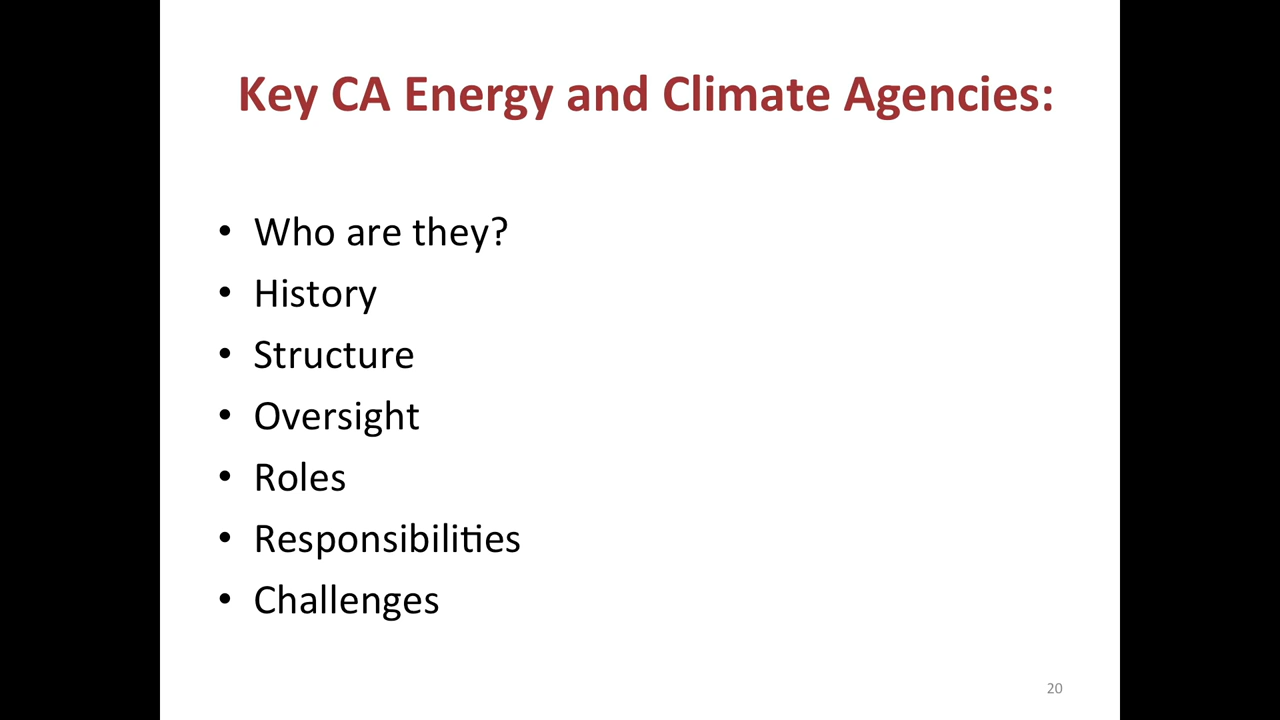 Key CA Energy and Climate Agencies:
• Who are they?
• History
• Structure
• Oversight
• Roles
• Responsibilities
• Challenges
20